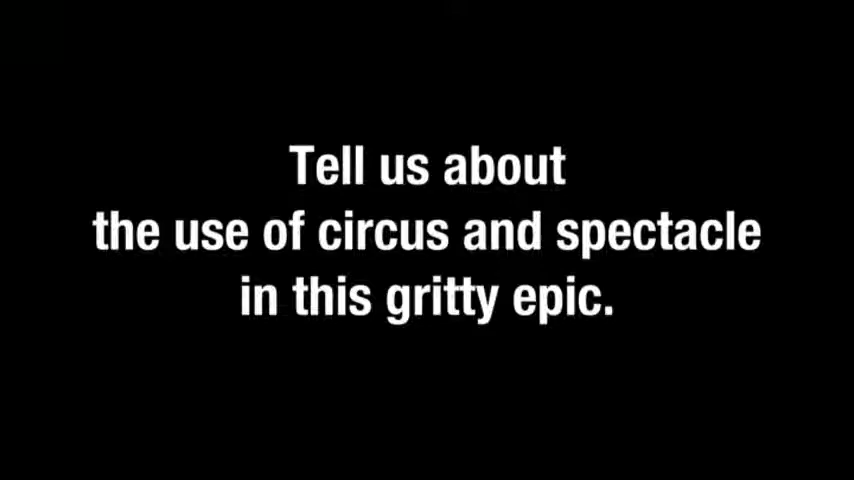 Tell us about
the use of circus and spectacle
in this gritty epic.